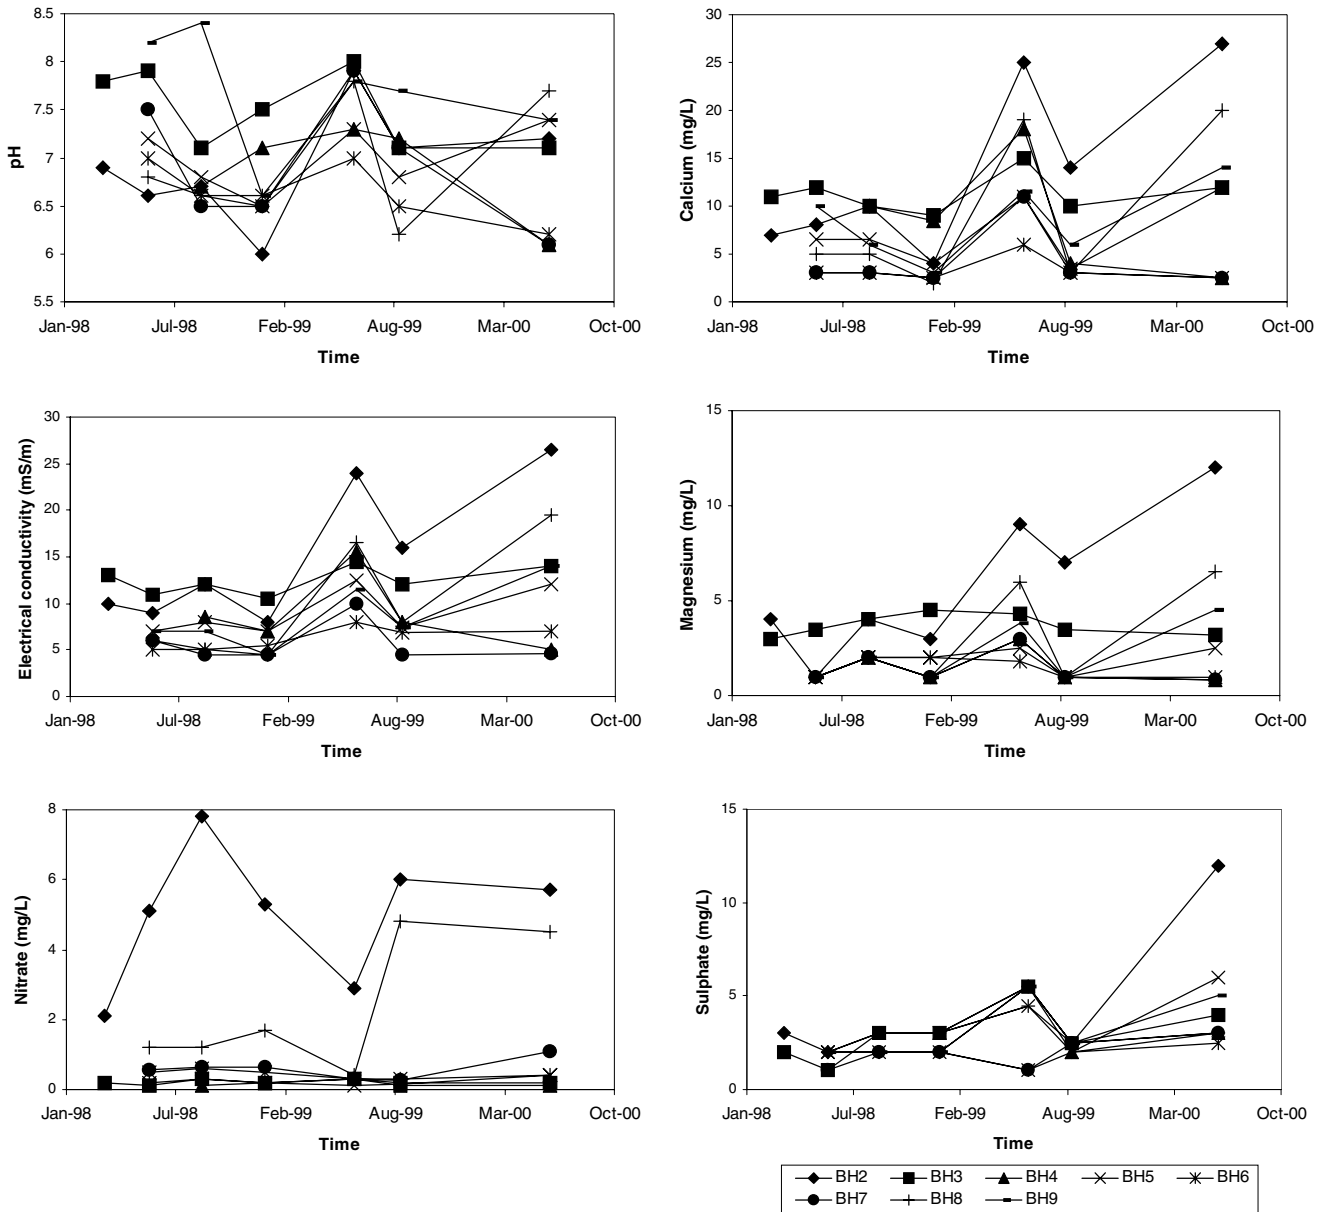 8.5
8
7.5
7
6.5
6
5.5
pH
Jan-98 Jul-98 Feb-99 Aug-99 Mar-00 Oct-00
Time
30
25
20
15
10
5
0
Calcium (mg/L)
Jan-98 Jul-98 Feb-99 Aug-99 Mar-00 Oct-00
Time
30
25
20
15
10
5
0
Electrical conductivity (mS/m)
Jan-98 Jul-98 Feb-99 Aug-99 Mar-00 Oct-00
Time
15
10
5
0
Magnesium (mg/L)
Jan-98 Jul-98 Feb-99 Aug-99 Mar-00 Oct-00
Time
8
6
4
2
0
Nitrate (mg/L)
Jan-98 Jul-98 Feb-99 Aug-99 Mar-00 Oct-00
Time
15
10
5
0
Sulphate (mg/L)
Jan-98 Jul-98 Feb-99 Aug-99 Mar-00 Oct-00
Time
BH2 BH3 BH4 BH5 BH6
BH7 BH8 BH9